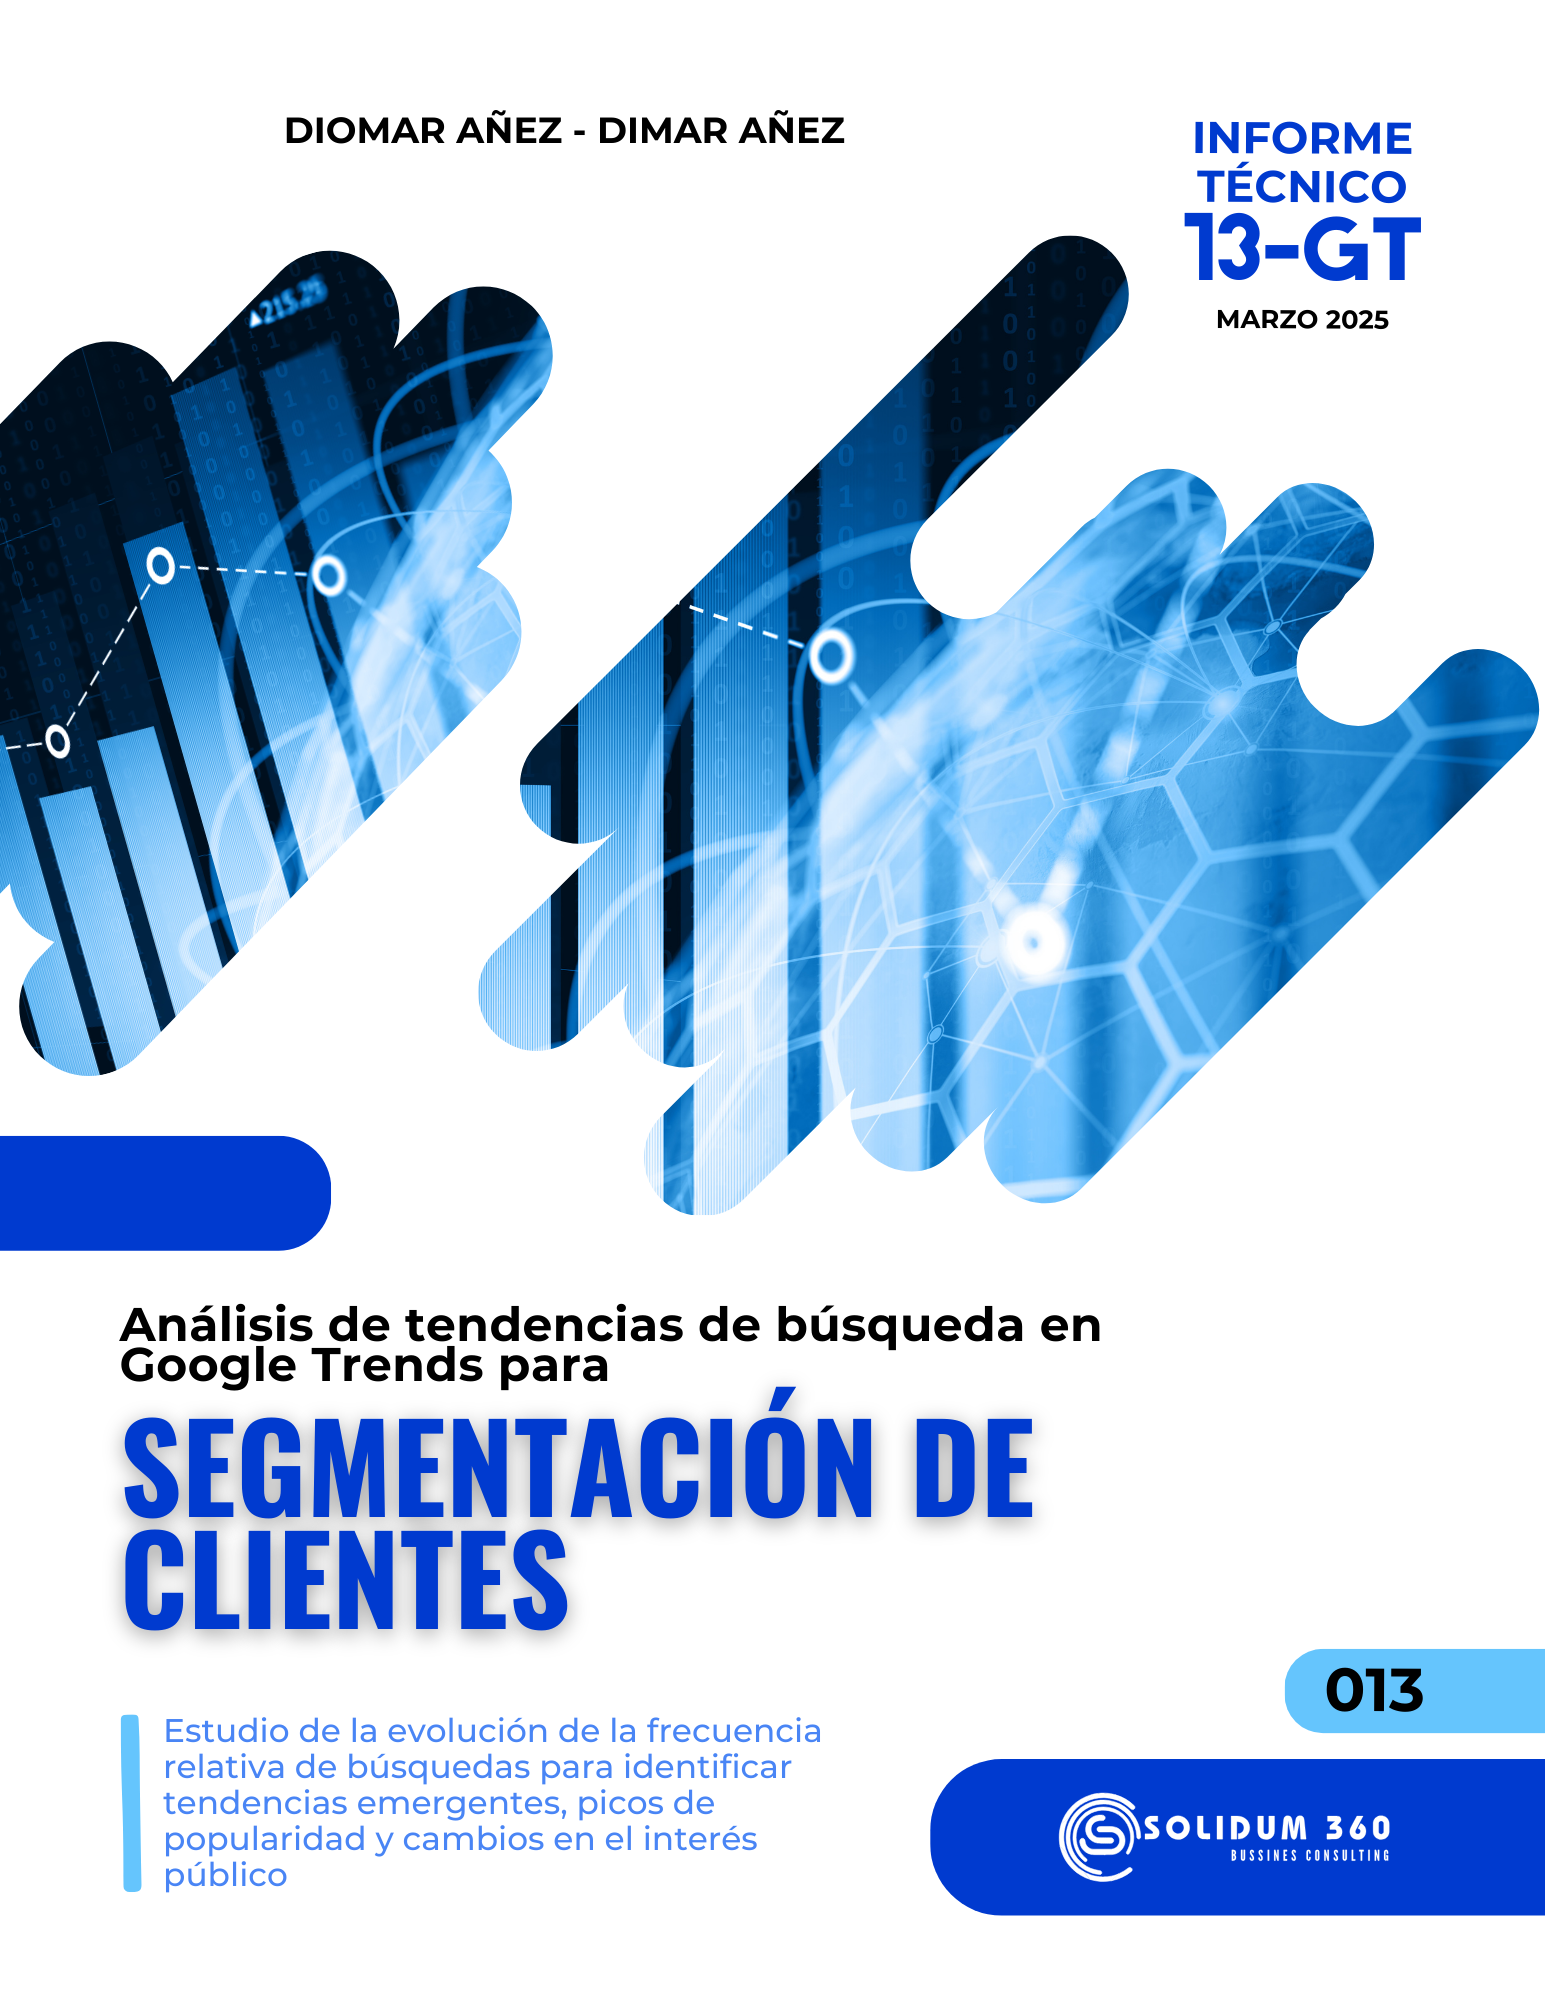 DIOMAR AÑEZ - DIMAR AÑEZ
INFORME
TÉCNICO
13-GT
MARZO 2025
▲215.29
Análisis de tendencias de búsqueda en
Google Trends para
SEGMENTACIÓN DE
CLIENTES
Estudio de la evolución de la frecuencia
relativa de búsquedas para identificar
tendencias emergentes, picos de
popularidad y cambios en el interés
público
013
SOLIDUM 360
BUSSINES CONSULTING